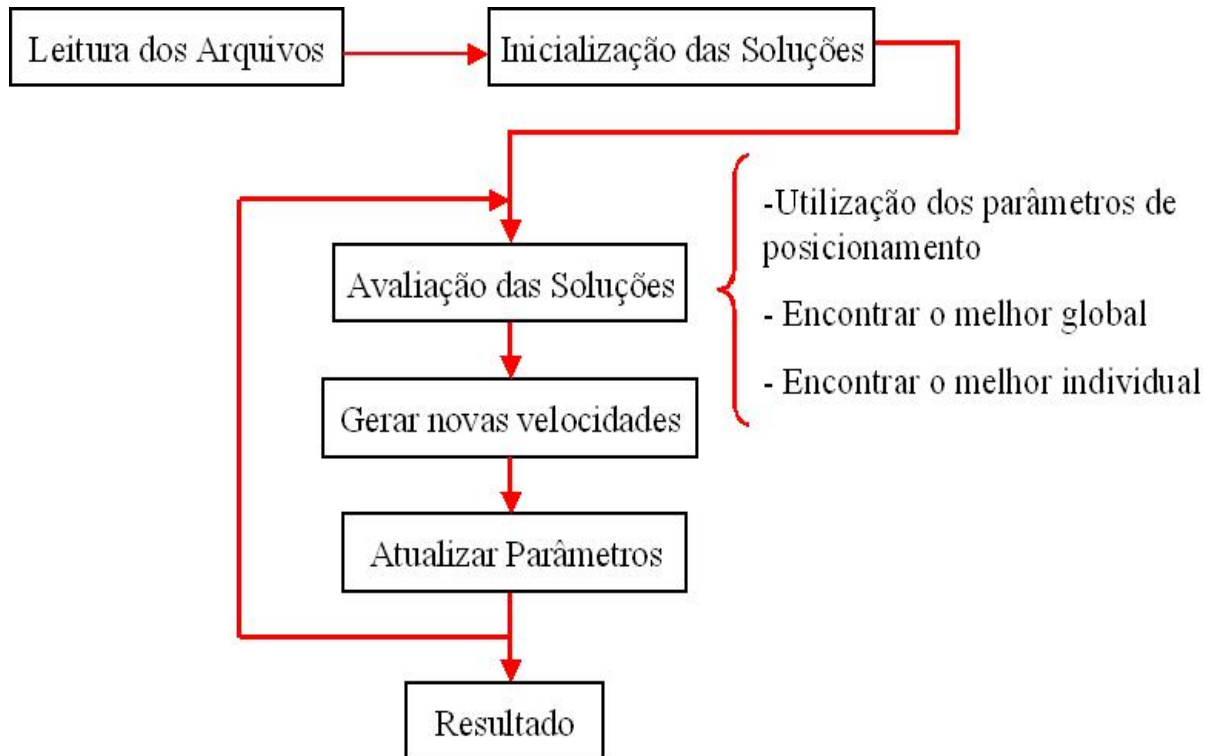 Leitura dos Arquivos
Inicialização das Soluções
Avaliação das Soluções
-Utilização dos parâmetros de
posicionamento
- Encontrar o melhor global
- Encontrar o melhor individual
Gerar novas velocidades
Atualizar Parâmetros
Resultado